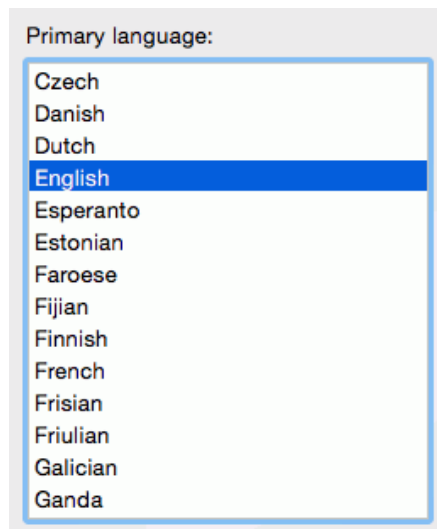 Primary language:
Czech
Danish
Dutch
English
Esperanto
Estonian
Faroese
Fijian
Finnish
French
Frisian
Friulian
Galician
Ganda